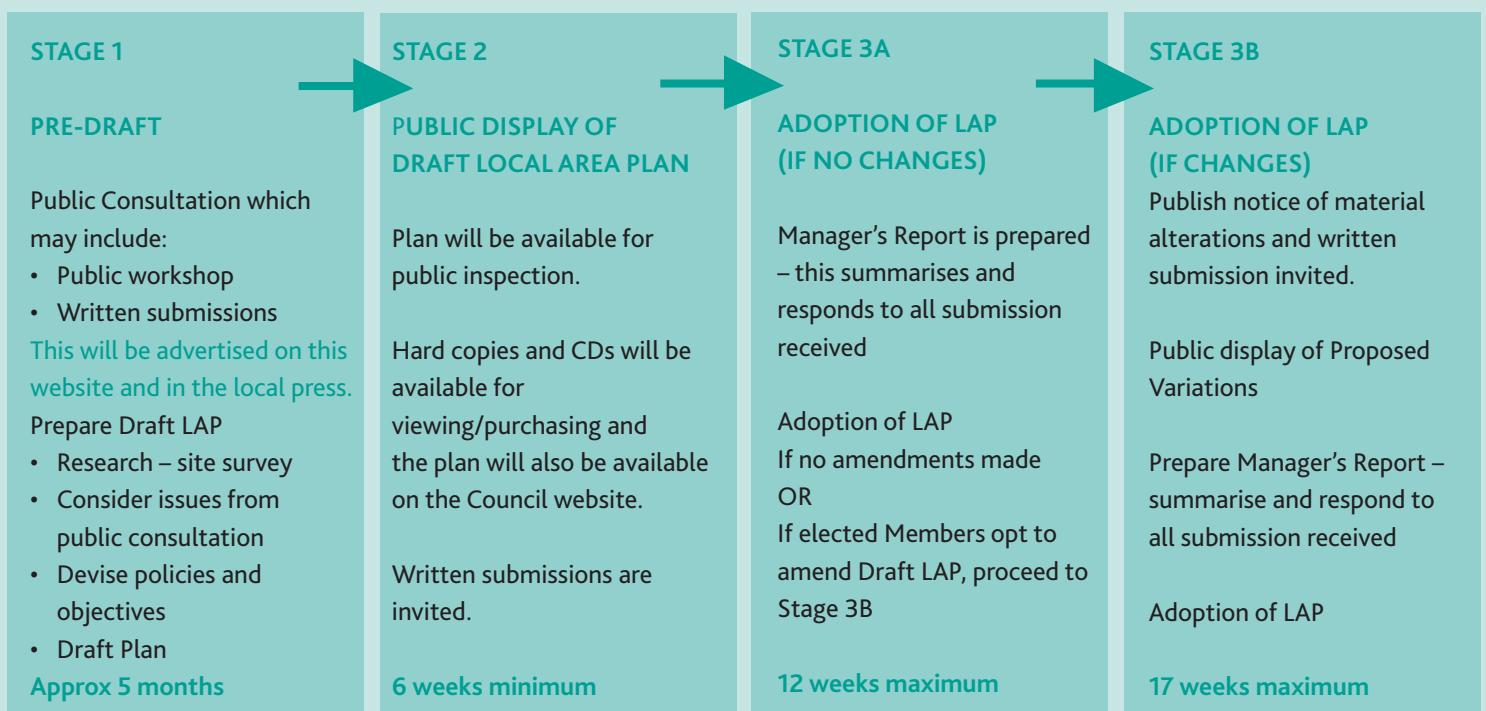 STAGE 1
PRE-DRAFT
Public Consultation which
may include:
• Public workshop
• Written submissions
This will be advertised on this
website and in the local press.
Prepare Draft LAP
• Research – site survey
• Consider issues from
public consultation
• Devise policies and
objectives
• Draft Plan
Approx 5 months
STAGE 2
PUBLIC DISPLAY OF
DRAFT LOCAL AREA PLAN
Plan will be available for
public inspection.
Hard copies and CDs will be
available for
viewing/purchasing and
the plan will also be available
on the Council website.
Written submissions are
invited.
6 weeks minimum
STAGE 3A
ADOPTION OF LAP
(IF NO CHANGES)
Manager's Report is prepared
– this summarises and
responds to all submission
received
Adoption of LAP
If no amendments made
OR
If elected Members opt to
amend Draft LAP, proceed to
Stage 3B
12 weeks maximum
STAGE 3B
ADOPTION OF LAP
(IF CHANGES)
Publish notice of material
alterations and written
submission invited.
Public display of Proposed
Variations
Prepare Manager's Report –
summarise and respond to
all submission received
Adoption of LAP
17 weeks maximum